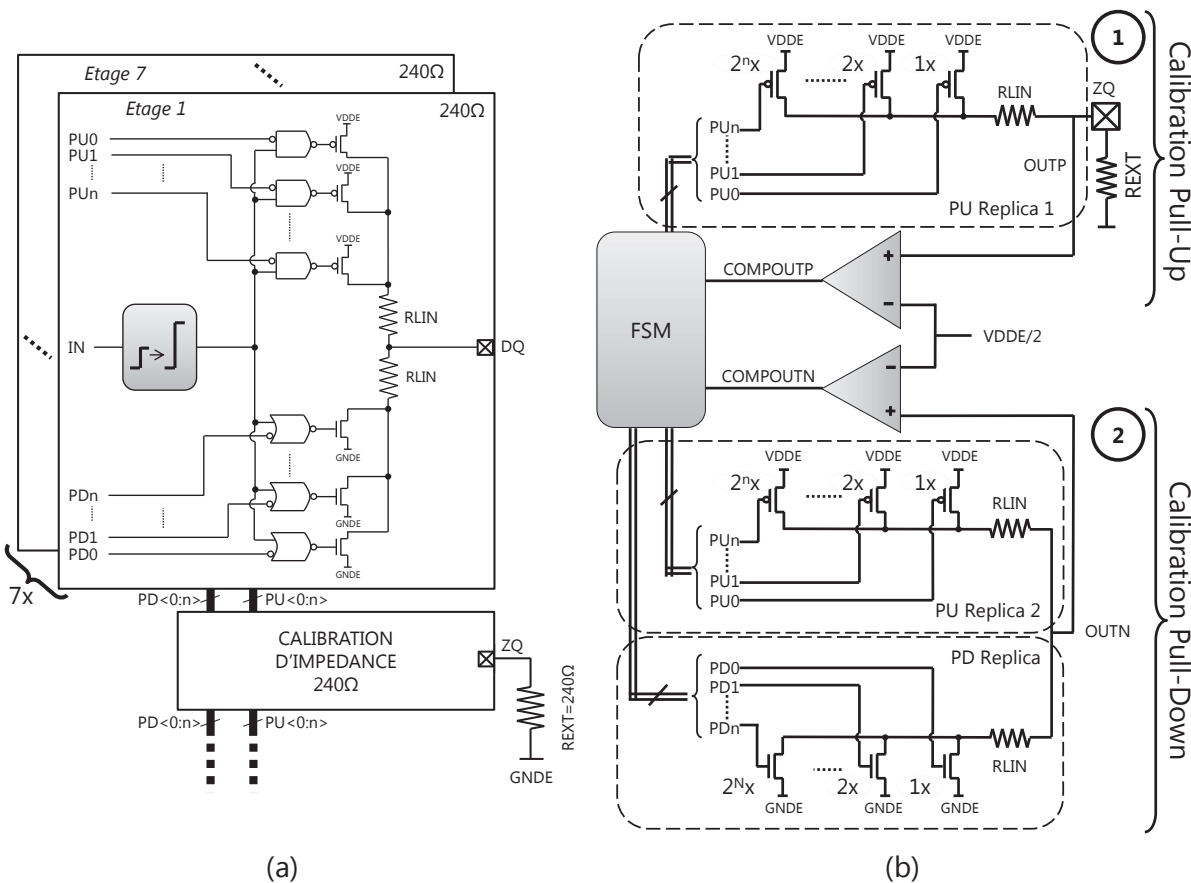 Etage 7
240Ω
Etage 1
240Ω
PU0
PU1
PUn
VDDE
VDDE
VDDE
RLIN
IN
DQ
RLIN
GNDE
PDn
GNDE
PD1
PD0
GNDE
7x
PD<0:n>
PU<0:n>
CALIBRATION
D'IMPEDANCE
240Ω
ZQ
REXT=240Ω
GNDE
PD<0:n>
PU<0:n>
(a)
1
Calibration Pull-Up
VDDE
VDDE
VDDE
2ⁿx
2x
1x
RLIN
ZQ
PUn
PU1
PU0
OUTP
REXT
PU Replica 1
FSM
COMPOUTP
+
−
VDDE/2
COMPOUTN
−
+
2
Calibration Pull-Down
VDDE
VDDE
VDDE
2ⁿx
2x
1x
RLIN
PUn
PU1
PU0
PU Replica 2
OUTN
PD Replica
PD0
PD1
PDn
RLIN
2ᴺx
2x
1x
GNDE
GNDE
GNDE
(b)